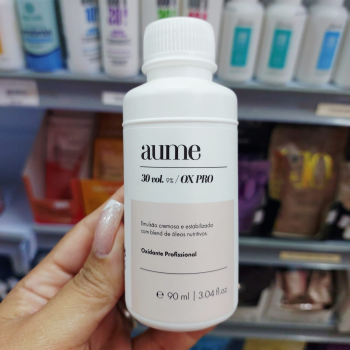 aume
30 vol. 9% / OX PRO
Emulsão cremosa e estabilizada
com blend de óleos nutritivos.
Oxidante Profissional
℮ 90 ml | 3.04 fl.oz